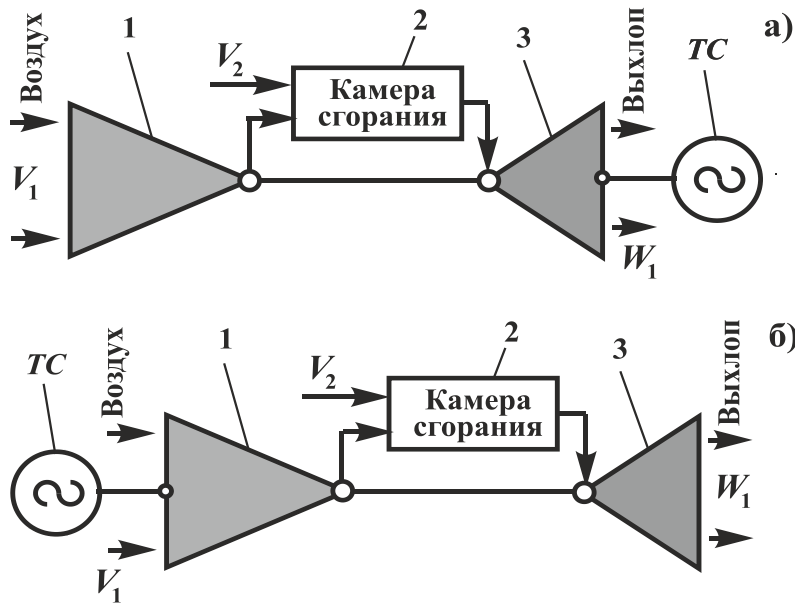 1
2
3
TC
а)
Воздух
V2
Камера
сгорания
Выхлоп
V1
W1
1
2
3
TC
б)
Воздух
V2
Камера
сгорания
Выхлоп
V1
W1